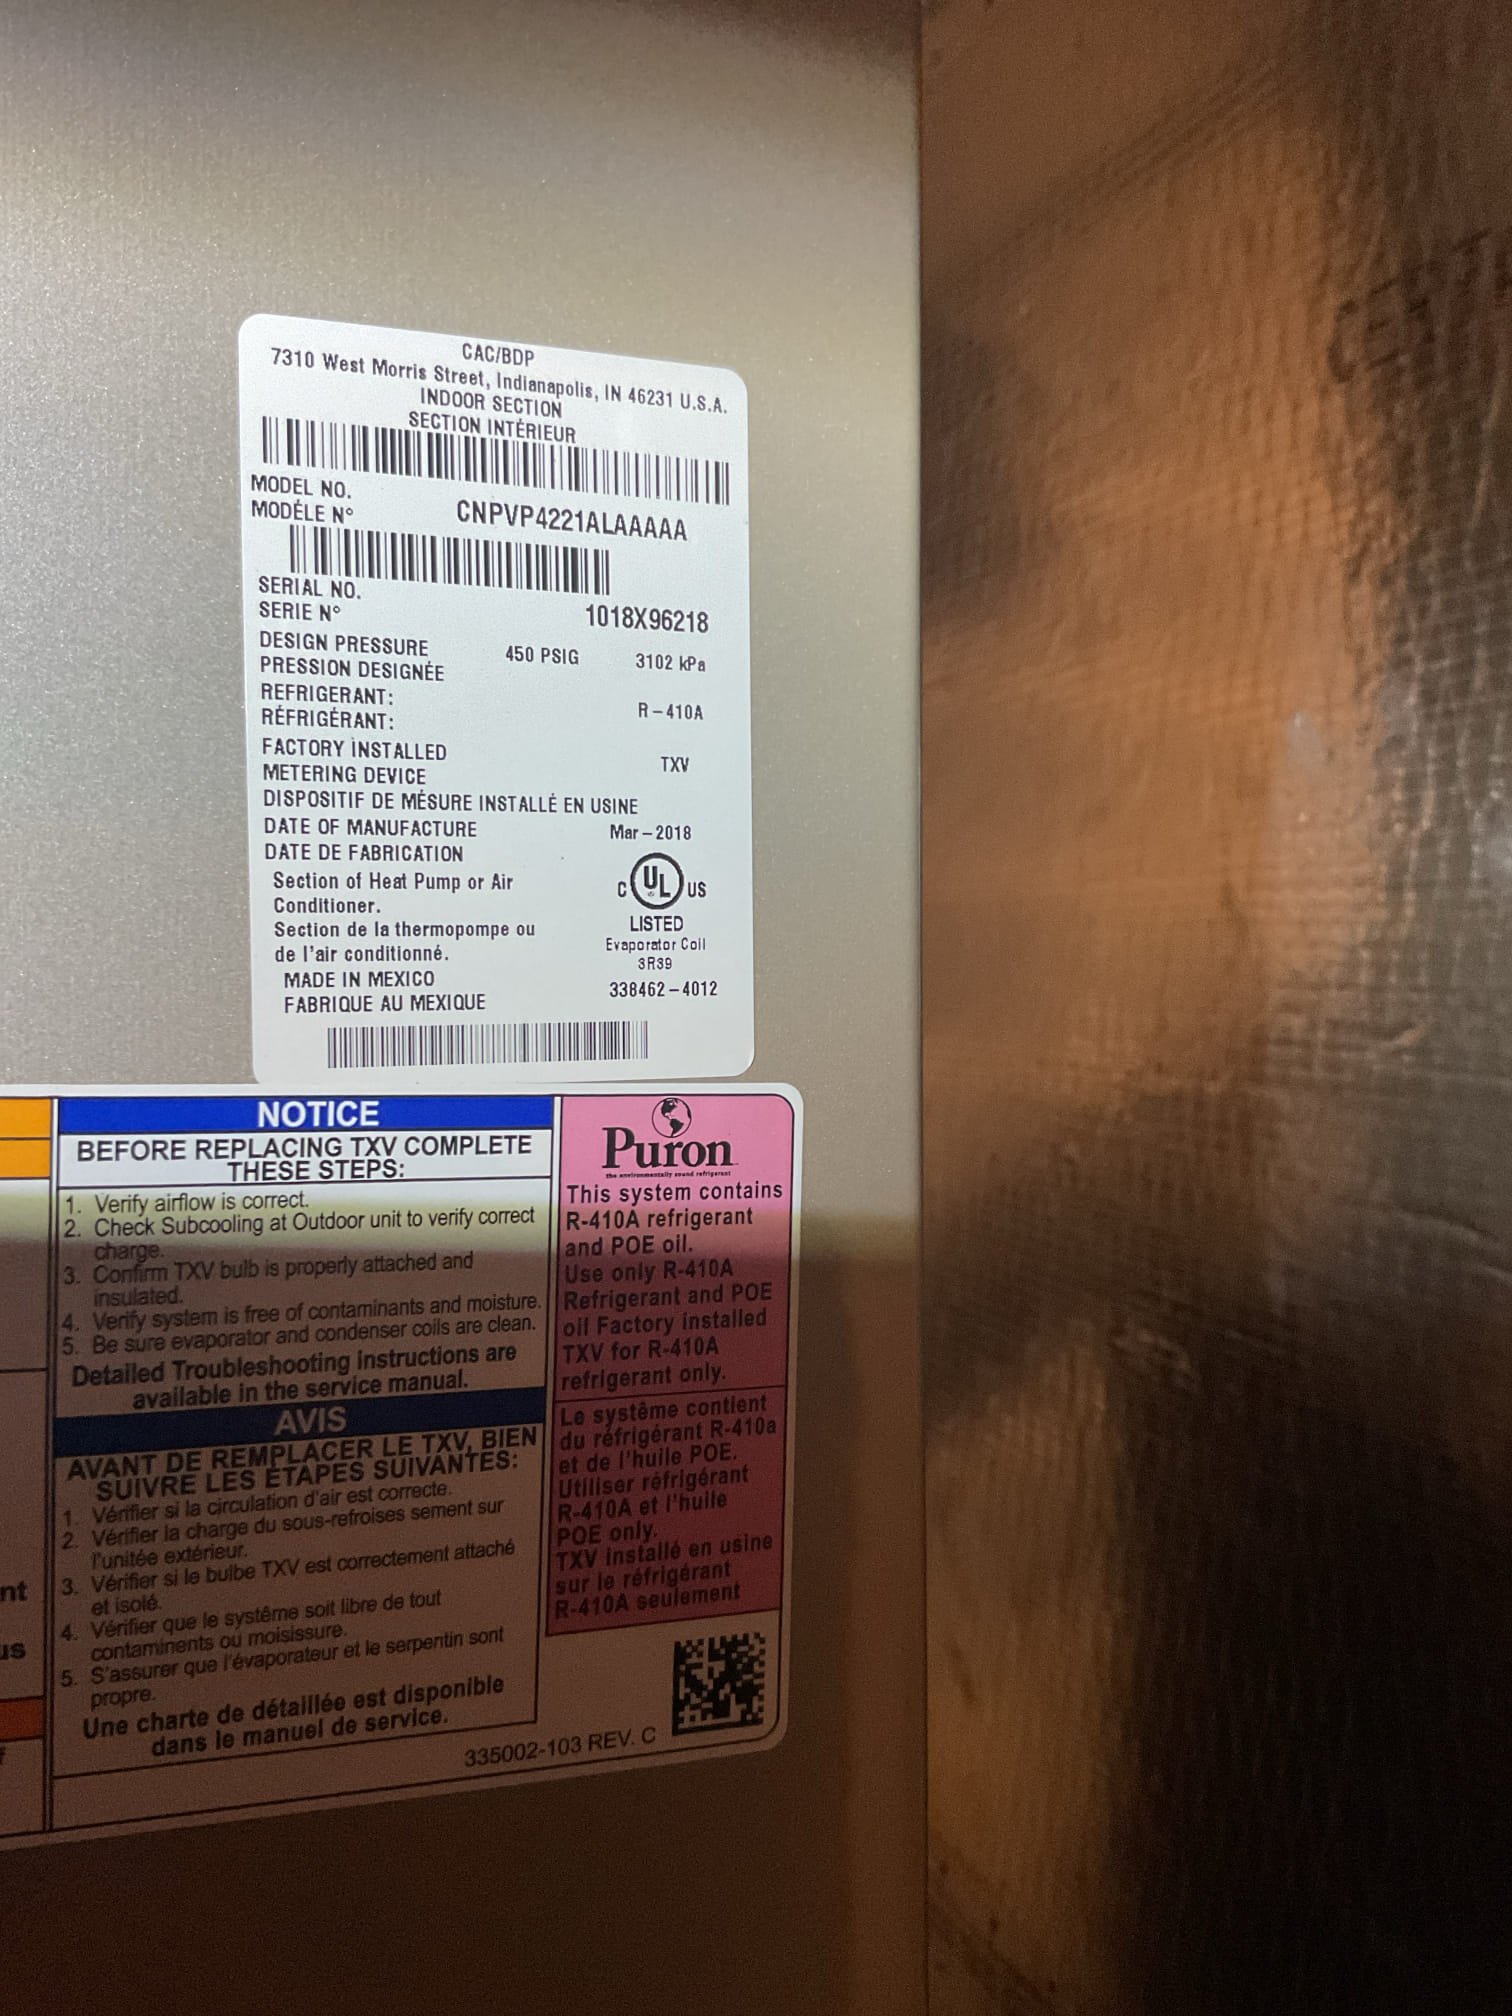 CAC/BDP
7310 West Morris Street, Indianapolis, IN 46231 U.S.A.
INDOOR SECTION
SECTION INTÉRIEUR
MODEL NO.
MODÉLE N° CNPVP4221ALAAAAA
SERIAL NO.
SERIE N° 1018X96218
DESIGN PRESSURE 450 PSIG 3102 kPa
PRESSION DESIGNÉE
REFRIGERANT:
RÉFRIGÉRANT: R-410A
FACTORY INSTALLED
METERING DEVICE TXV
DISPOSITIF DE MÉSURE INSTALLÉ EN USINE
DATE OF MANUFACTURE Mar-2018
DATE DE FABRICATION
Section of Heat Pump or Air
Conditioner.
Section de la thermopompe ou
de l'air conditionné.
MADE IN MEXICO
FABRIQUE AU MEXIQUE
C UL US
LISTED
Evaporator Coil
3R39
338462-4012
NOTICE
BEFORE REPLACING TXV COMPLETE
THESE STEPS:
1. Verify airflow is correct.
2. Check Subcooling at Outdoor unit to verify correct
charge.
3. Confirm TXV bulb is properly attached and
insulated.
4. Verify system is free of contaminants and moisture.
5. Be sure evaporator and condenser coils are clean.
Detailed Troubleshooting instructions are
available in the service manual.
AVIS
AVANT DE REMPLACER LE TXV, BIEN
SUIVRE LES ÉTAPES SUIVANTES:
1. Vérifier si la circulation d'air est correcte.
2. Vérifier la charge du sous-refroises sement sur
l'unitée extérieur.
3. Vérifier si le bulbe TXV est correctement attaché
et isolé.
4. Vérifier que le système soit libre de tout
contaminents ou moisissure.
5. S'assurer que l'évaporateur et le serpentin sont
propre.
Une charte de détaillée est disponible
dans le manuel de service.
Puron
the environmentally sound refrigerant
This system contains
R-410A refrigerant
and POE oil.
Use only R-410A
Refrigerant and POE
oil Factory installed
TXV for R-410A
refrigerant only.
Le système contient
du réfrigérant R-410a
et de l'huile POE.
Utiliser réfrigérant
R-410A et l'huile
POE only.
TXV installé en usine
sur le réfrigérant
R-410A seulement
335002-103 REV. C
nt
us